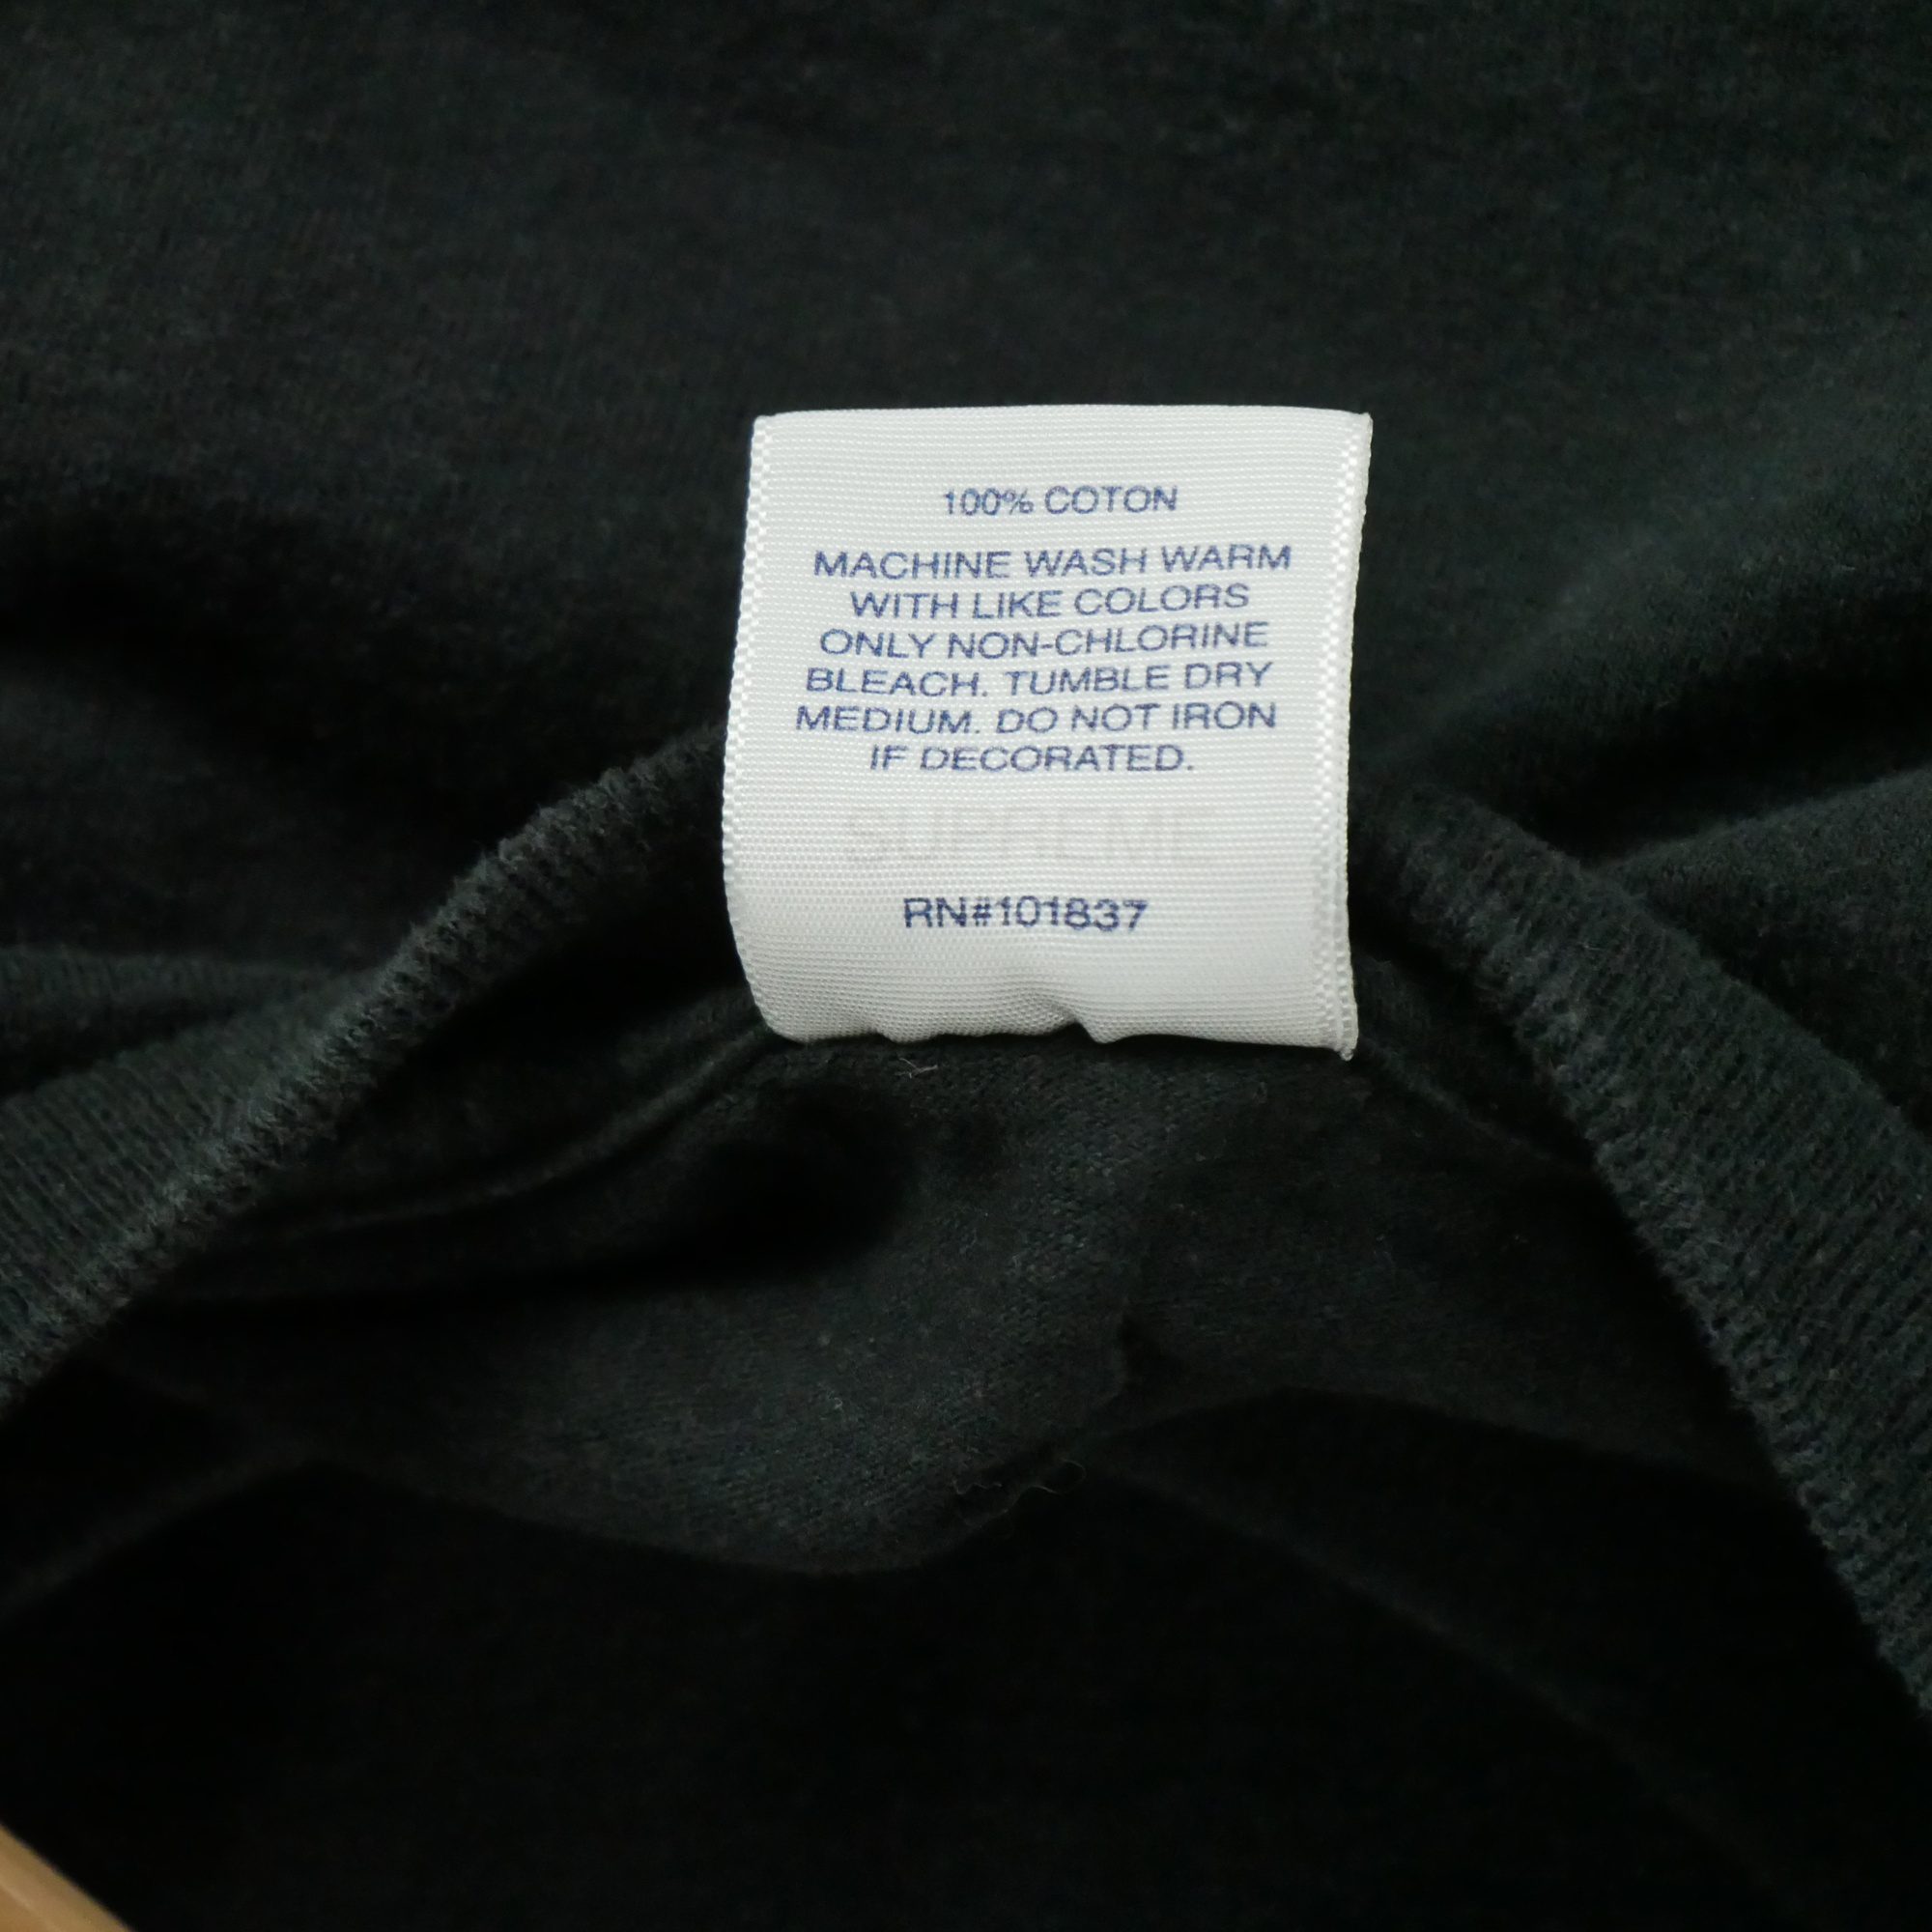 100% COTON
MACHINE WASH WARM
WITH LIKE COLORS
ONLY NON-CHLORINE
BLEACH. TUMBLE DRY
MEDIUM. DO NOT IRON
IF DECORATED.
SUPREME
RN#101837